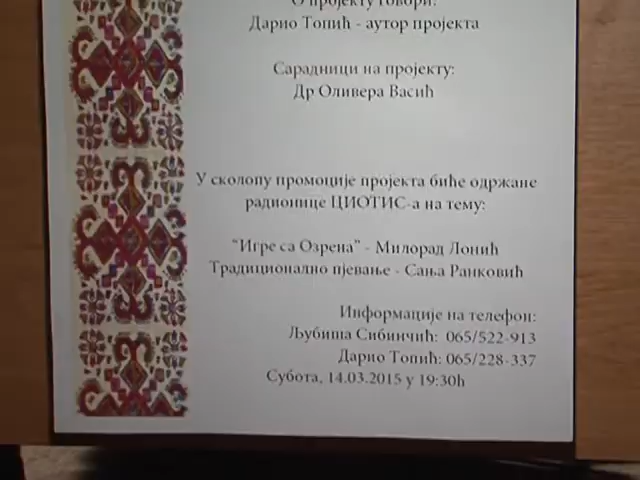 О пројекту говори:
Дарио Топић - аутор пројекта
Сарадници на пројекту:
Др Оливера Васић
У склопу промоције пројекта биће одржане
радионице ЦИОТИС-а на тему:
“Игре са Озрена” - Милорад Лонић
Традиционално пјевање - Сања Ранковић
Информације на телефон:
Љубиша Сибинчић: 065/522-913
Дарио Топић: 065/228-337
Субота, 14.03.2015 у 19:30h